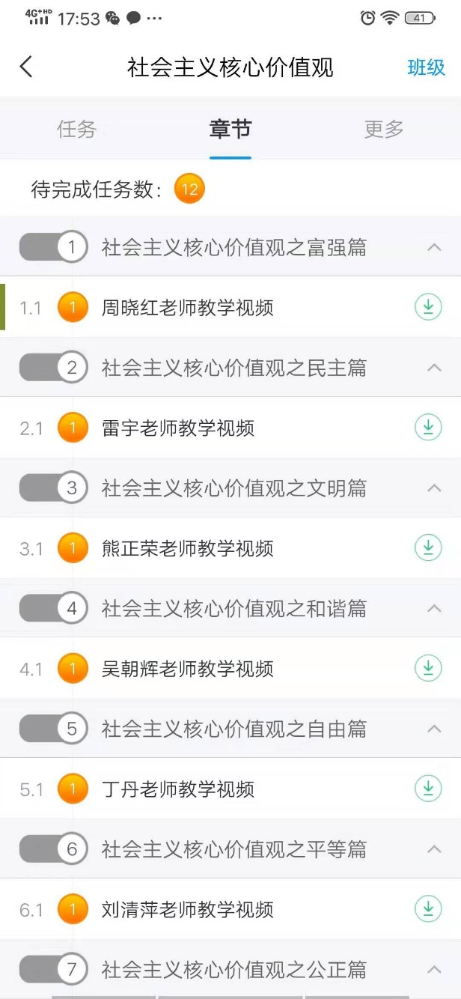 4G+HD 17:53 41
社会主义核心价值观 班级
任务 章节 更多
待完成任务数： 12
1 社会主义核心价值观之富强篇
1.1 1 周晓红老师教学视频
2 社会主义核心价值观之民主篇
2.1 1 雷宇老师教学视频
3 社会主义核心价值观之文明篇
3.1 1 熊正荣老师教学视频
4 社会主义核心价值观之和谐篇
4.1 1 吴朝辉老师教学视频
5 社会主义核心价值观之自由篇
5.1 1 丁丹老师教学视频
6 社会主义核心价值观之平等篇
6.1 1 刘清萍老师教学视频
7 社会主义核心价值观之公正篇